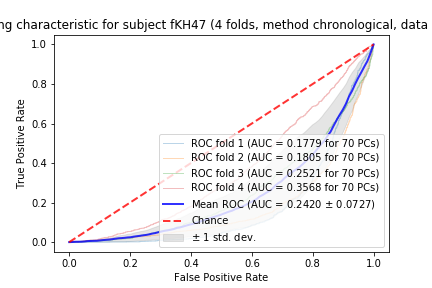 ng characteristic for subject fKH47 (4 folds, method chronological, data
1.0
0.8
0.6
0.4
0.2
0.0
True Positive Rate
ROC fold 1 (AUC = 0.1779 for 70 PCs)
ROC fold 2 (AUC = 0.1805 for 70 PCs)
ROC fold 3 (AUC = 0.2521 for 70 PCs)
ROC fold 4 (AUC = 0.3568 for 70 PCs)
Mean ROC (AUC = 0.2420 ± 0.0727)
Chance
± 1 std. dev.
0.0 0.2 0.4 0.6 0.8 1.0
False Positive Rate